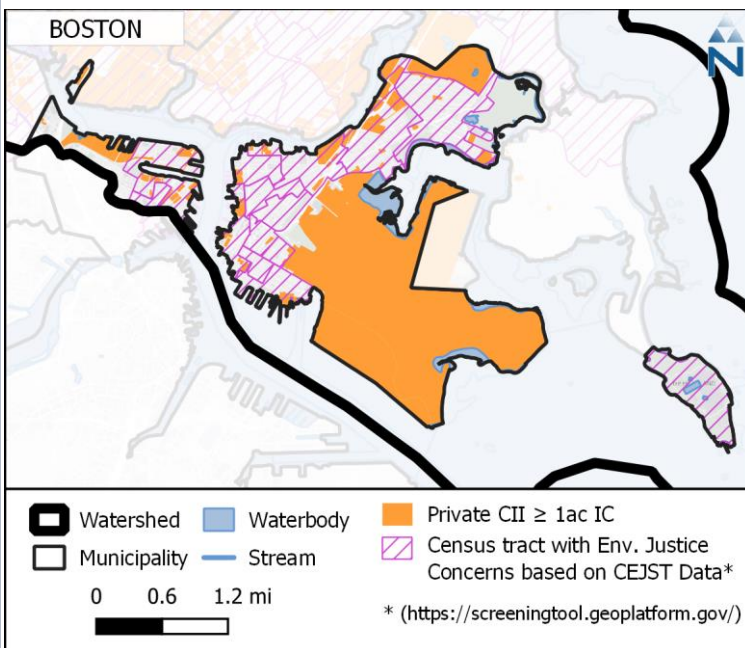 BOSTON
N
Watershed
Waterbody
Private CII ≥ 1ac IC
Municipality
Stream
Census tract with Env. Justice
Concerns based on CEJST Data*
0 0.6 1.2 mi
* (https://screeningtool.geoplatform.gov/)